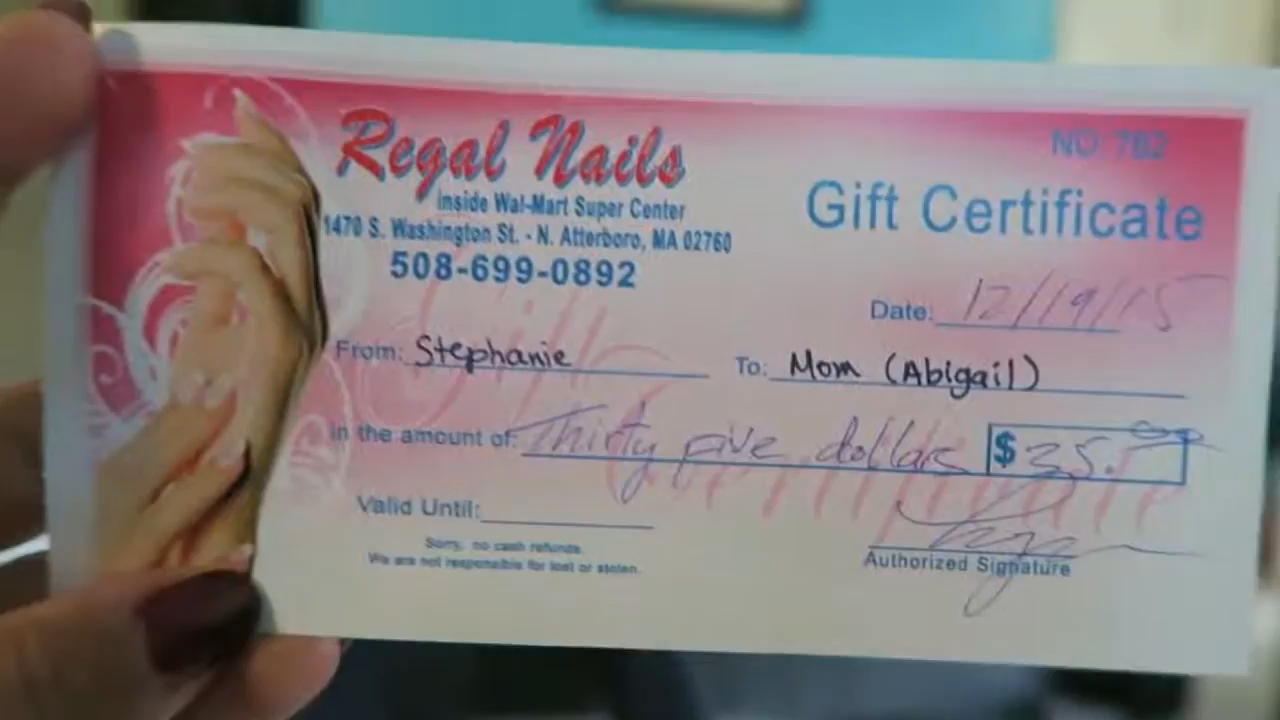 Regal Nails
Inside Wal-Mart Super Center
1470 S. Washington St. - N. Atterboro, MA 02760
508-699-0892
NO: 782
Gift Certificate
Date: 12/19/15
From: Stephanie To: Mom (Abigail)
in the amount of: Thirty five dollars $ 35.00
Valid Until:
Sorry, no cash refunds.
We are not responsible for lost or stolen.
Authorized Signature